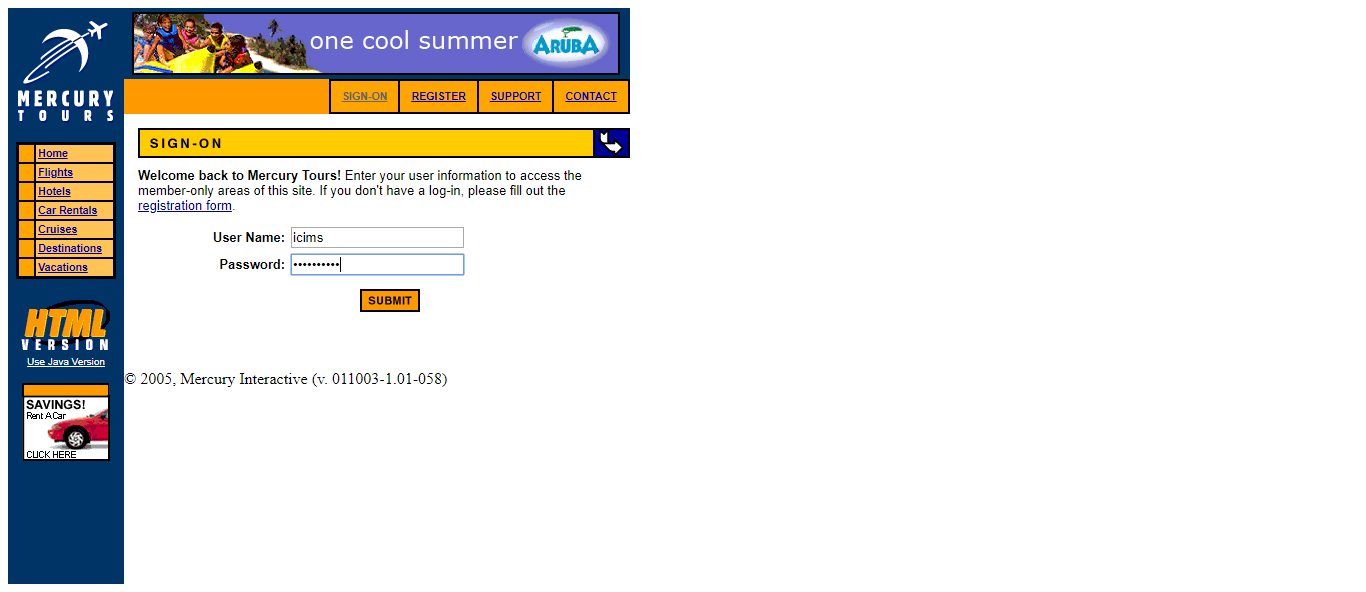 MERCURY
TOURS
one cool summer
ARUBA
SIGN-ON
REGISTER
SUPPORT
CONTACT
Home
Flights
Hotels
Car Rentals
Cruises
Destinations
Vacations
HTML
VERSION
Use Java Version
SAVINGS!
Rent A Car
CLICK HERE
SIGN-ON
Welcome back to Mercury Tours! Enter your user information to access the
member-only areas of this site. If you don't have a log-in, please fill out the
registration form.
User Name: icims
Password: ••••••••••
SUBMIT
© 2005, Mercury Interactive (v. 011003-1.01-058)